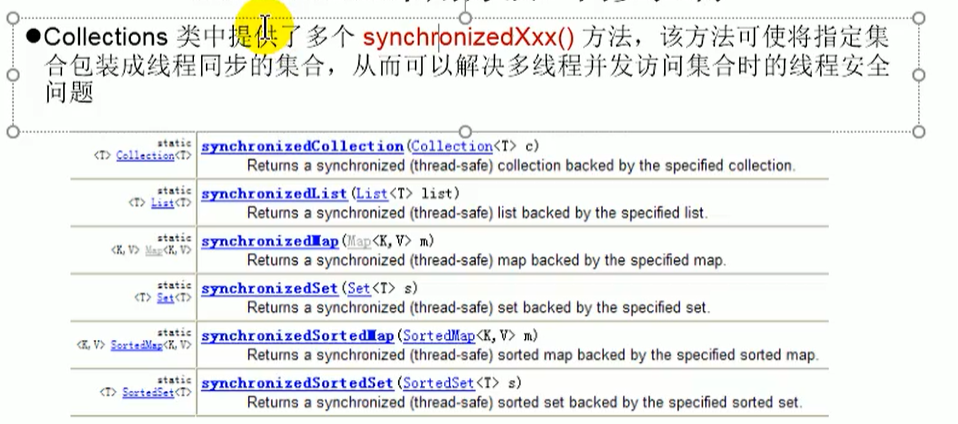 ●Collections 类中提供了多个 synchronizedXxx() 方法，该方法可使将指定集
合包装成线程同步的集合，从而可以解决多线程并发访问集合时的线程安全
问题
static
<T> Collection<T>
synchronizedCollection(Collection<T> c)
Returns a synchronized (thread-safe) collection backed by the specified collection.
static
<T> List<T>
synchronizedList(List<T> list)
Returns a synchronized (thread-safe) list backed by the specified list.
static
<K,V> Map<K,V>
synchronizedMap(Map<K,V> m)
Returns a synchronized (thread-safe) map backed by the specified map.
static
<T> Set<T>
synchronizedSet(Set<T> s)
Returns a synchronized (thread-safe) set backed by the specified set.
static
<K,V> SortedMap<K,V>
synchronizedSortedMap(SortedMap<K,V> m)
Returns a synchronized (thread-safe) sorted map backed by the specified sorted map.
static
<T> SortedSet<T>
synchronizedSortedSet(SortedSet<T> s)
Returns a synchronized (thread-safe) sorted set backed by the specified sorted set.